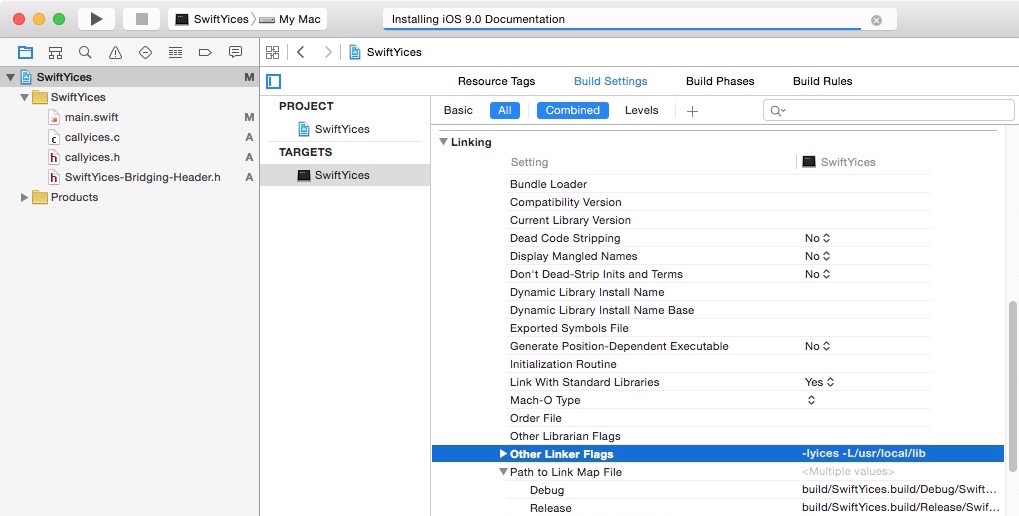 SwiftYices My Mac Installing iOS 9.0 Documentation
SwiftYices
SwiftYices M
SwiftYices
main.swift M
callyices.c A
callyices.h A
SwiftYices-Bridging-Header.h A
Products
Resource Tags Build Settings Build Phases Build Rules
PROJECT
SwiftYices
TARGETS
SwiftYices
Basic All Combined Levels
Linking
Setting SwiftYices
Bundle Loader
Compatibility Version
Current Library Version
Dead Code Stripping No
Display Mangled Names No
Don't Dead-Strip Inits and Terms No
Dynamic Library Install Name
Dynamic Library Install Name Base
Exported Symbols File
Generate Position-Dependent Executable No
Initialization Routine
Link With Standard Libraries Yes
Mach-O Type
Order File
Other Librarian Flags
Other Linker Flags -lyices -L/usr/local/lib
Path to Link Map File <Multiple values>
Debug build/SwiftYices.build/Debug/Swift...
Release build/SwiftYices.build/Release/Swif...